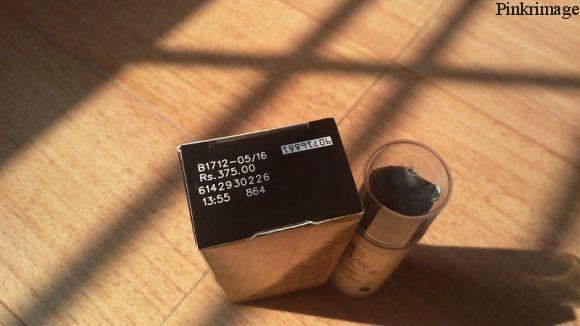 Pinkrimage
B1712-05/16
Rs. 375.00
6142930226
13:55 864